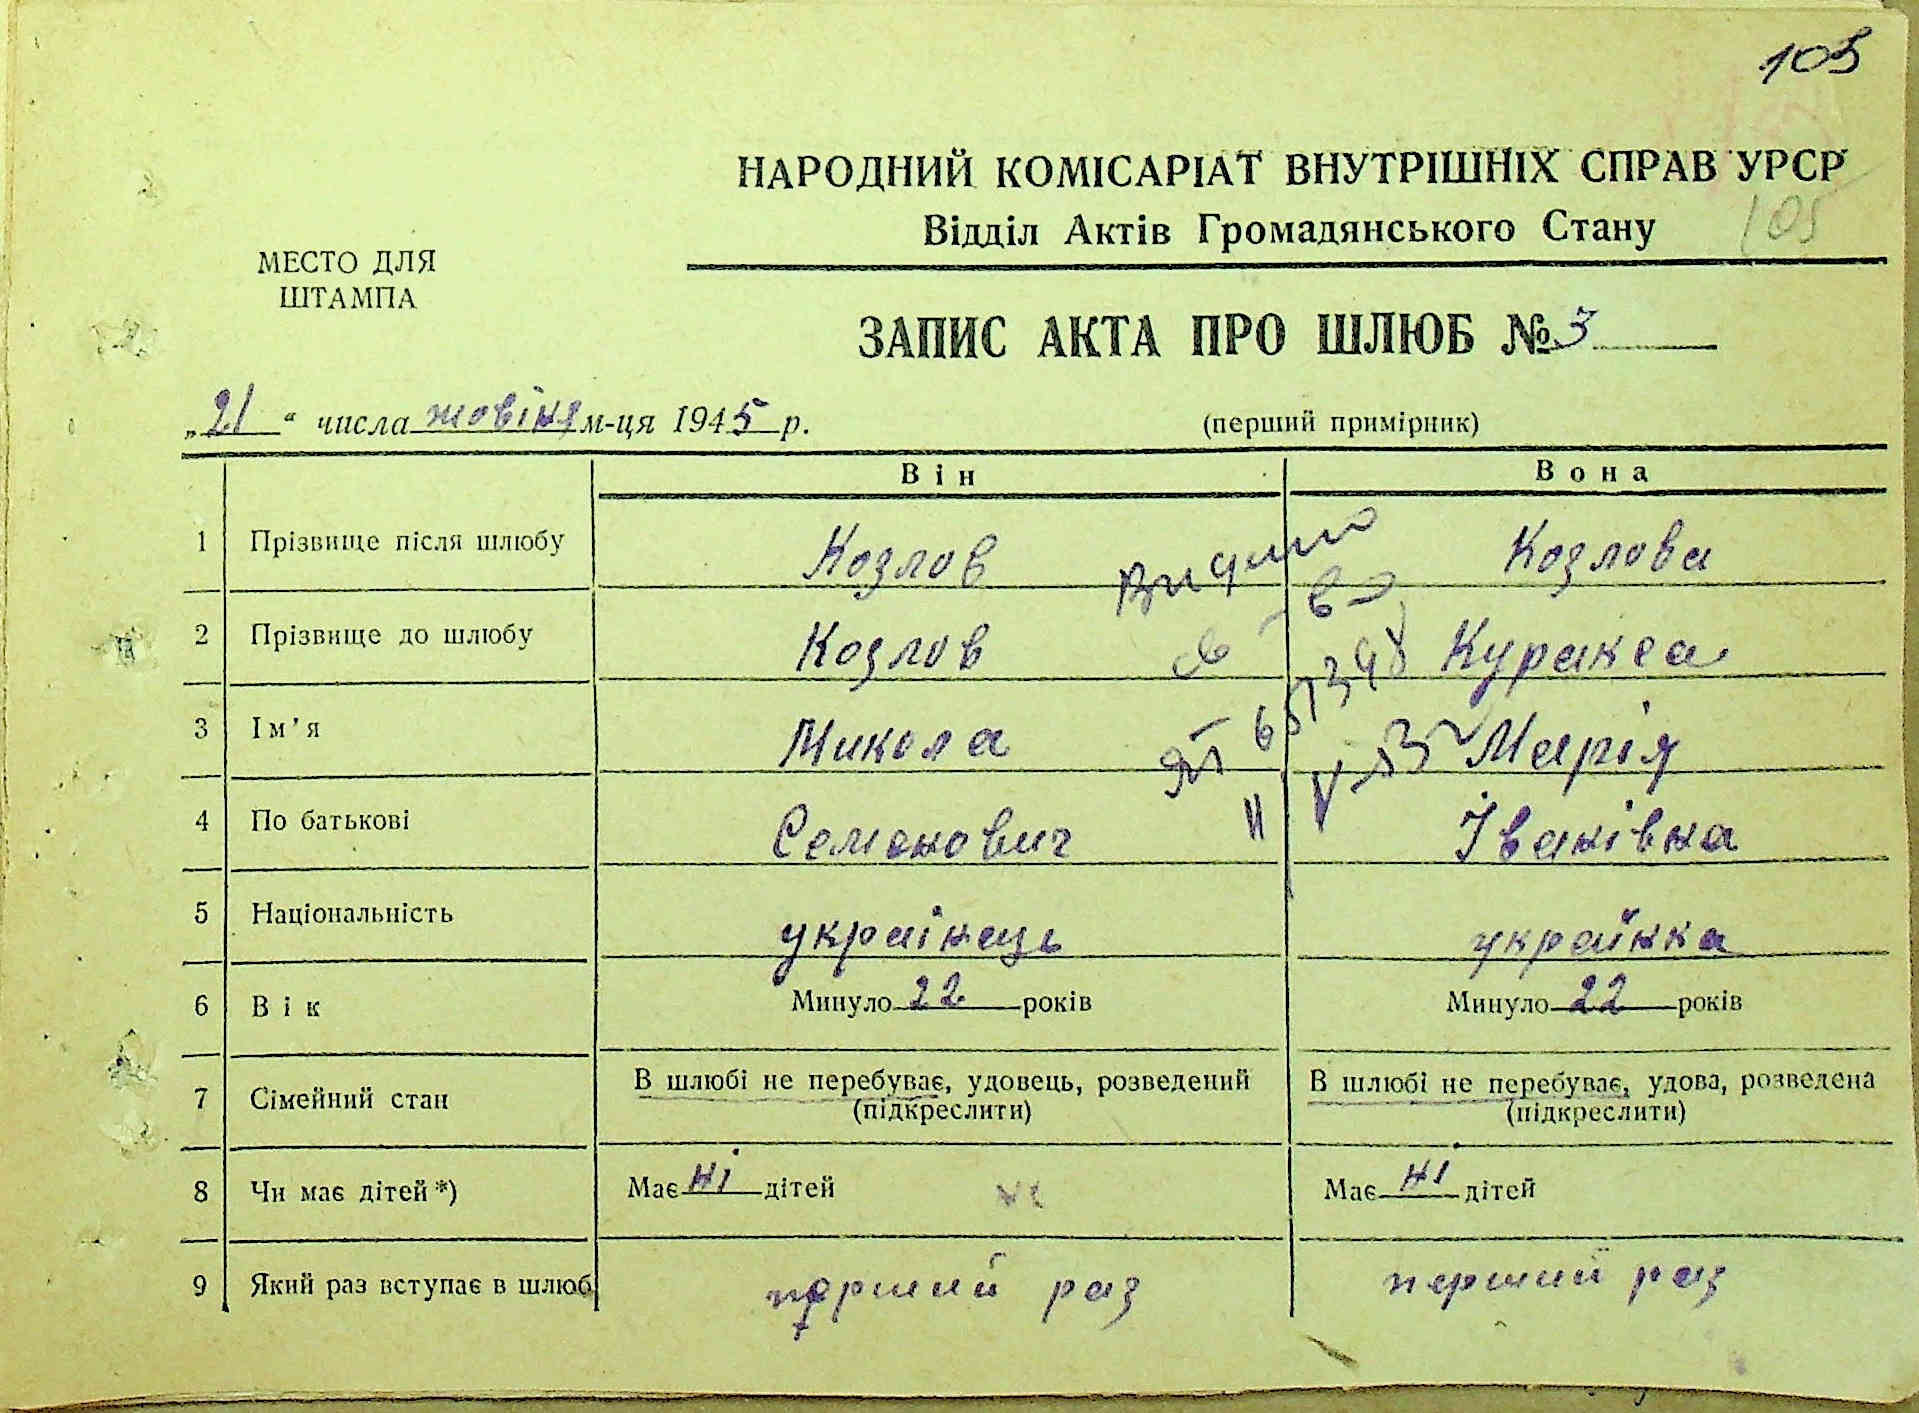 105
НАРОДНИЙ КОМІСАРІАТ ВНУТРІШНІХ СПРАВ УРСР
Відділ Актів Громадянського Стану 105
МЕСТО ДЛЯ
ШТАМПА
ЗАПИС АКТА ПРО ШЛЮБ № 3
„21“ числа жовіня м-ця 1945 р. (перший примірник)
Він Вона
1 Прізвище після шлюбу Козлов Козлова
2 Прізвище до шлюбу Козлов Куракса
3 Ім'я Микола Марія
4 По батькові Семенович Іванівна
5 Національність українець українка
6 Вік Минуло 22 років Минуло 22 років
7 Сімейний стан В шлюбі не перебуває, удовець, розведений (підкреслити) В шлюбі не перебуває, удова, розведена (підкреслити)
8 Чи має дітей *) Має ні дітей Має ні дітей
9 Який раз вступає в шлюб перший раз перший раз